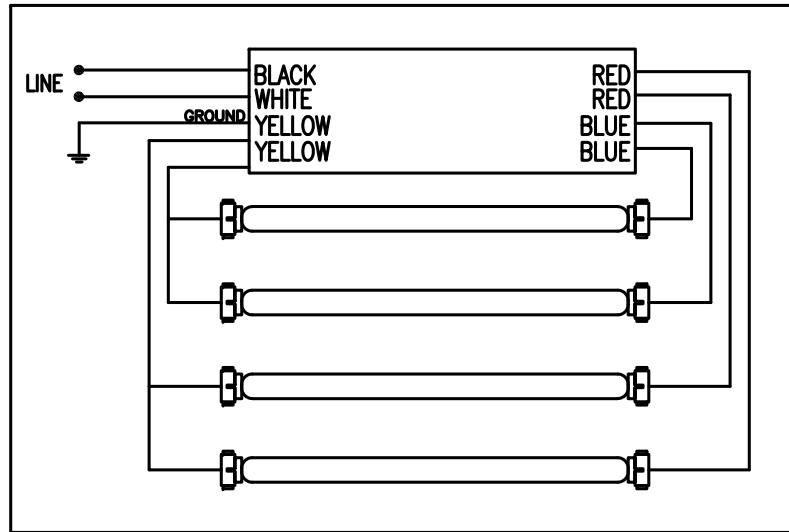 LINE
BLACK
WHITE
GROUND
YELLOW
YELLOW
RED
RED
BLUE
BLUE